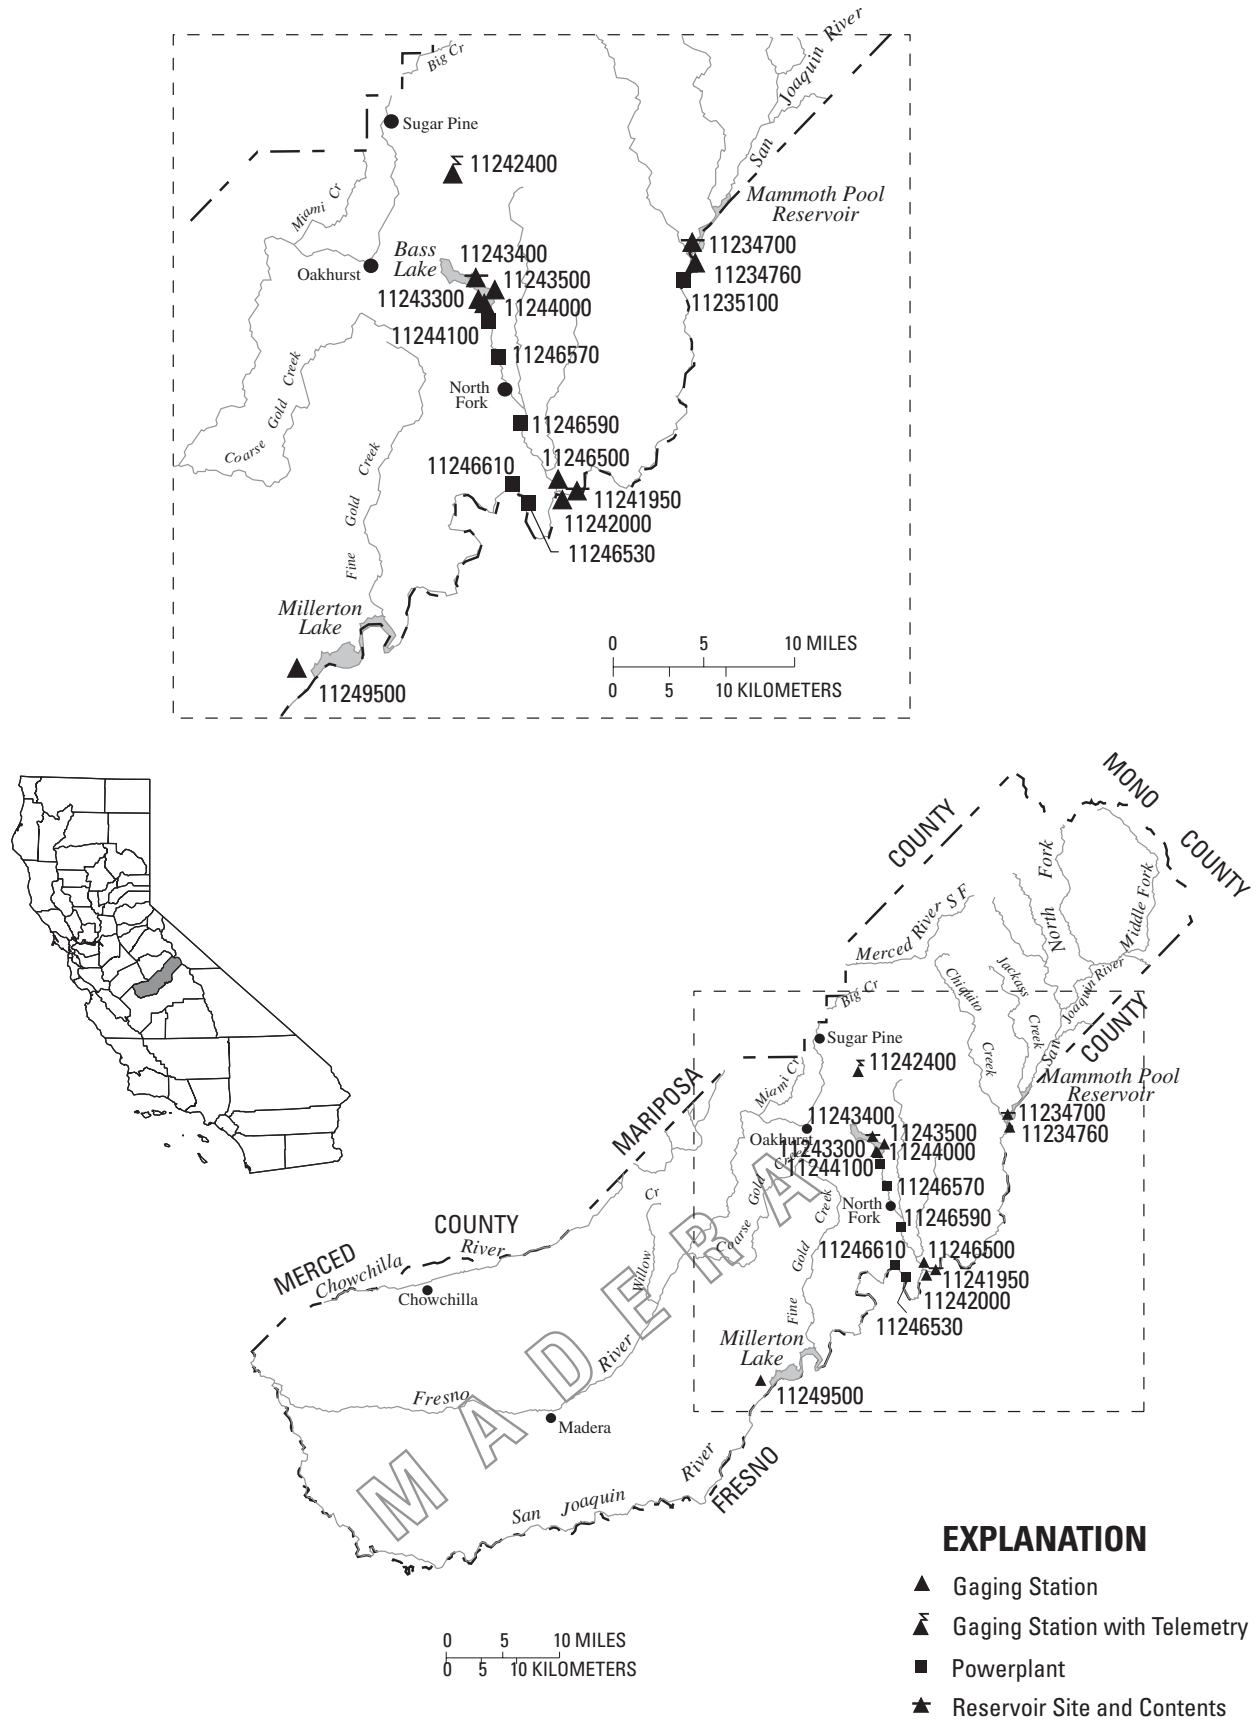 Big Cr
San Joaquin River
Sugar Pine
11242400
Miami Cr
Mammoth Pool
Reservoir
Bass
Lake
11243400
11234700
Oakhurst
11243500
11234760
11243300
11244000
11235100
11244100
11246570
Coarse Gold Creek
North
Fork
11246590
Fine Gold Creek
11246500
11246610
11241950
11242000
11246530
Millerton
Lake
0 5 10 MILES
0 5 10 KILOMETERS
11249500
MONO
COUNTY
COUNTY
North Fork
Middle Fork
Merced River S F
Chiquito Creek
Jackass Creek
San Joaquin River
Big Cr
COUNTY
Sugar Pine
11242400
Mammoth Pool
Reservoir
Miami Cr
MARIPOSA
11243400
11234700
Oakhurst
11243500
11234760
11243300
11244000
11244100
Coarse Gold Creek
11246570
Willow Cr
North
Fork
11246590
Fine Gold Creek
COUNTY
MERCED
Chowchilla River
11246610
11246500
11241950
Chowchilla
11242000
11246530
Millerton
Lake
11249500
MADERA
Fresno River
Madera
San Joaquin River
FRESNO
0 5 10 MILES
0 5 10 KILOMETERS
EXPLANATION
Gaging Station
Gaging Station with Telemetry
Powerplant
Reservoir Site and Contents